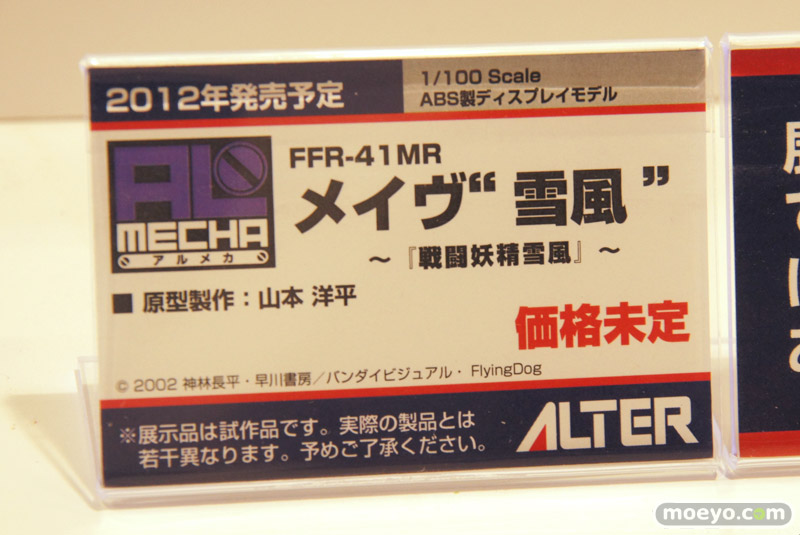 2012年発売予定
1/100 Scale
ABS製ディスプレイモデル
AL
MECHA
アルメカ
FFR-41MR
メイヴ“雪風”
～『戦闘妖精雪風』～
■ 原型製作：山本 洋平
価格未定
© 2002 神林長平・早川書房／バンダイビジュアル・ FlyingDog
※展示品は試作品です。実際の製品とは
若干異なります。予めご了承ください。
ALTER
moeyo.com